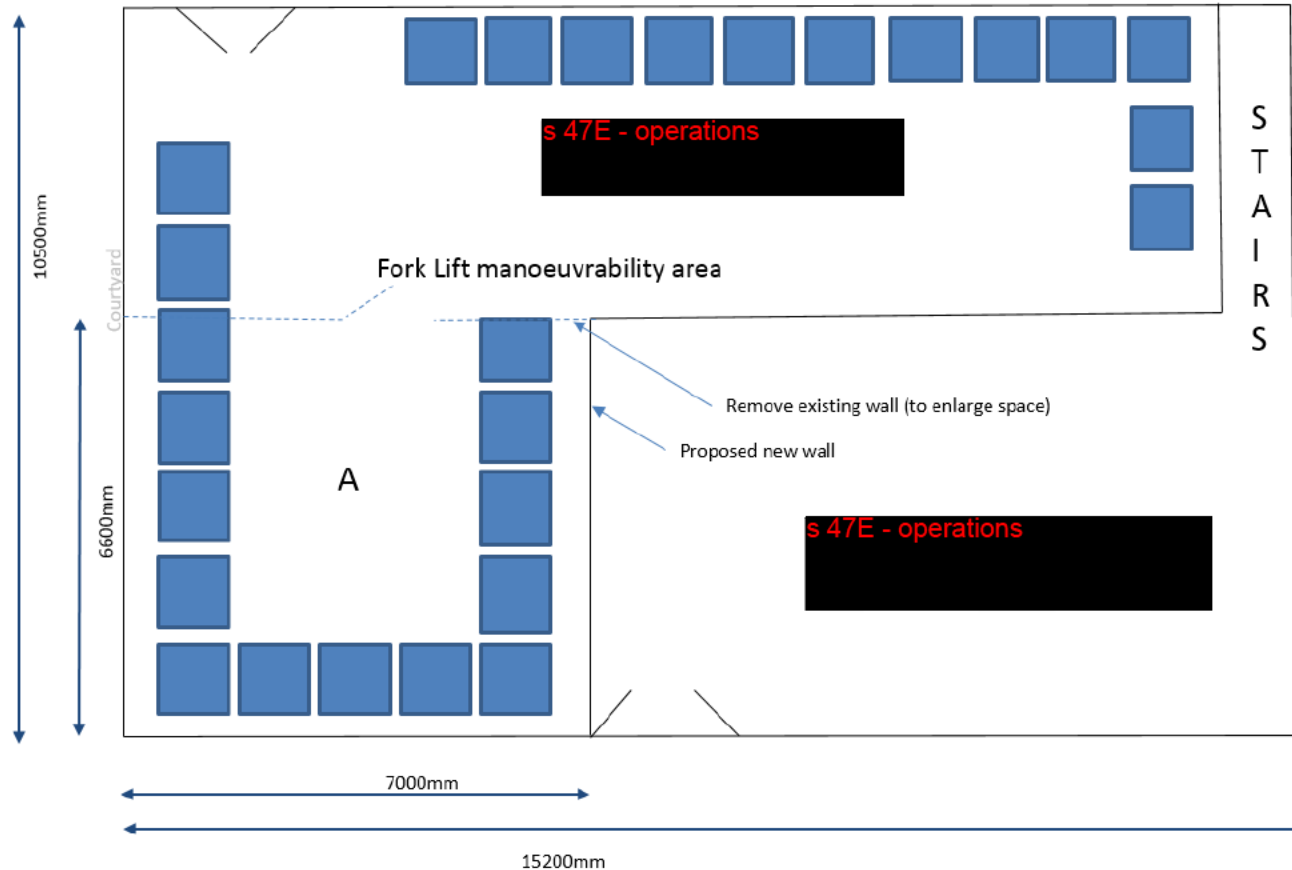 s 47E - operations
STAIRS
10500mm
Courtyard
Fork Lift manoeuvrability area
Remove existing wall (to enlarge space)
Proposed new wall
A
6600mm
s 47E - operations
7000mm
15200mm